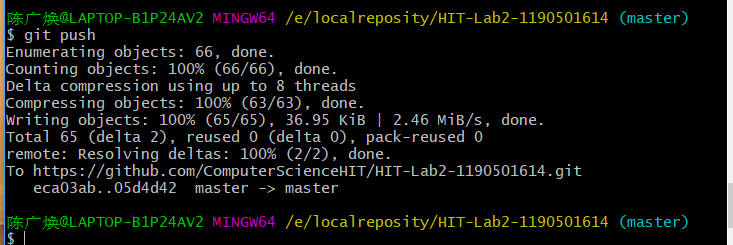 陈广焕@LAPTOP-B1P24AV2 MINGW64 /e/localreposity/HIT-Lab2-1190501614 (master)
$ git push
Enumerating objects: 66, done.
Counting objects: 100% (66/66), done.
Delta compression using up to 8 threads
Compressing objects: 100% (63/63), done.
Writing objects: 100% (65/65), 36.95 KiB | 2.46 MiB/s, done.
Total 65 (delta 2), reused 0 (delta 0), pack-reused 0
remote: Resolving deltas: 100% (2/2), done.
To https://github.com/ComputerScienceHIT/HIT-Lab2-1190501614.git
   eca03ab..05d4d42  master -> master
陈广焕@LAPTOP-B1P24AV2 MINGW64 /e/localreposity/HIT-Lab2-1190501614 (master)
$